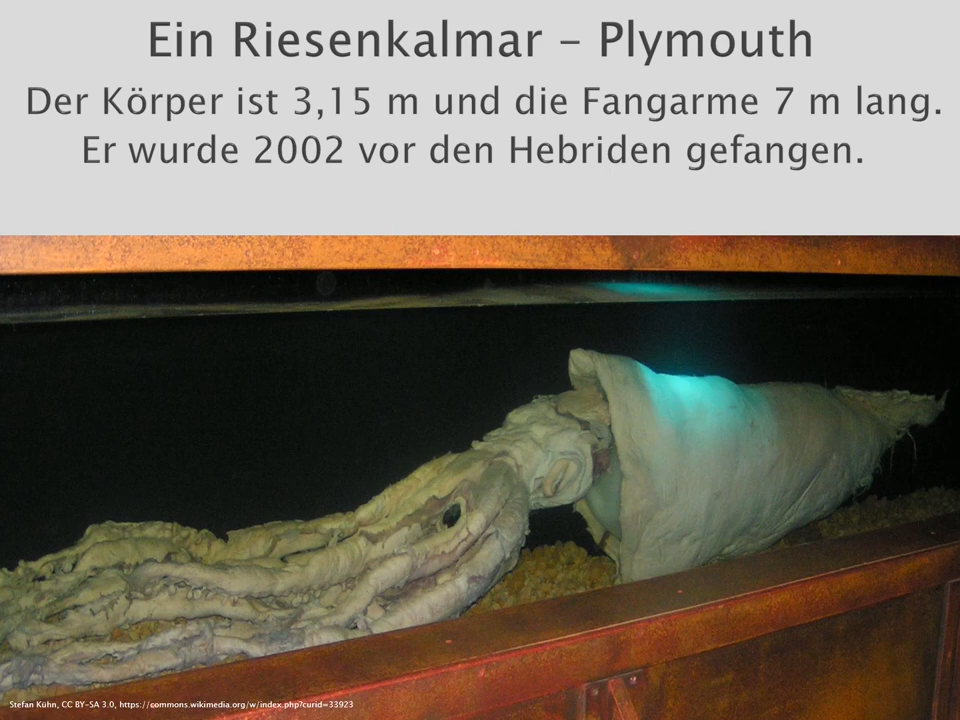 Ein Riesenkalmar – Plymouth
Der Körper ist 3,15 m und die Fangarme 7 m lang.
Er wurde 2002 vor den Hebriden gefangen.
Stefan Kühn, CC BY-SA 3.0, https://commons.wikimedia.org/w/index.php?curid=33923